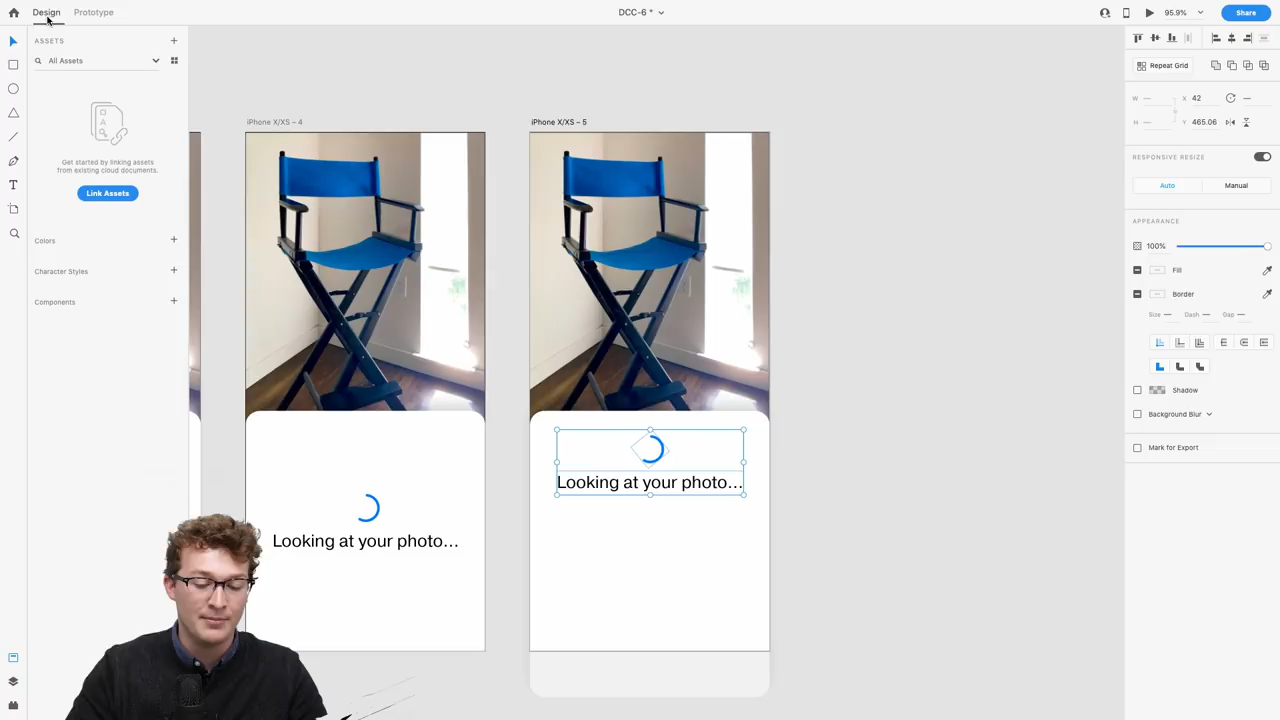 Design
Prototype
DCC-6 *
95.9%
Share
ASSETS
All Assets
Get started by linking assets
from existing cloud documents.
Link Assets
Colors
Character Styles
Components
iPhone X/XS – 4
Looking at your photo...
iPhone X/XS – 5
Looking at your photo...
Repeat Grid
W
X
42
H
Y
465.06
RESPONSIVE RESIZE
Auto
Manual
APPEARANCE
100%
Fill
Border
Size
Dash
Gap
Shadow
Background Blur
Mark for Export